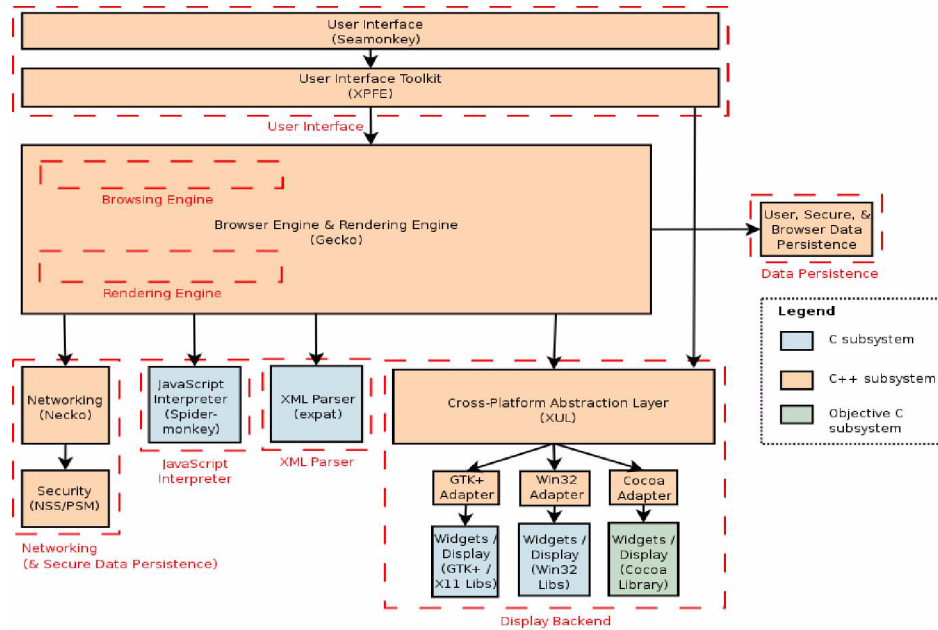 User Interface
(Seamonkey)
User Interface Toolkit
(XPFE)
User Interface
Browsing Engine
Browser Engine & Rendering Engine
(Gecko)
Rendering Engine
User, Secure, &
Browser Data
Persistence
Data Persistence
Legend
C subsystem
C++ subsystem
Objective C
subsystem
Networking
(Necko)
Security
(NSS/PSM)
Networking
(& Secure Data Persistence)
JavaScript
Interpreter
(Spider-
monkey)
JavaScript
Interpreter
XML Parser
(expat)
XML Parser
Cross-Platform Abstraction Layer
(XUL)
GTK+
Adapter
Win32
Adapter
Cocoa
Adapter
Widgets /
Display
(GTK+ /
X11 Libs)
Widgets /
Display
(Win32
Libs)
Widgets /
Display
(Cocoa
Library)
Display Backend